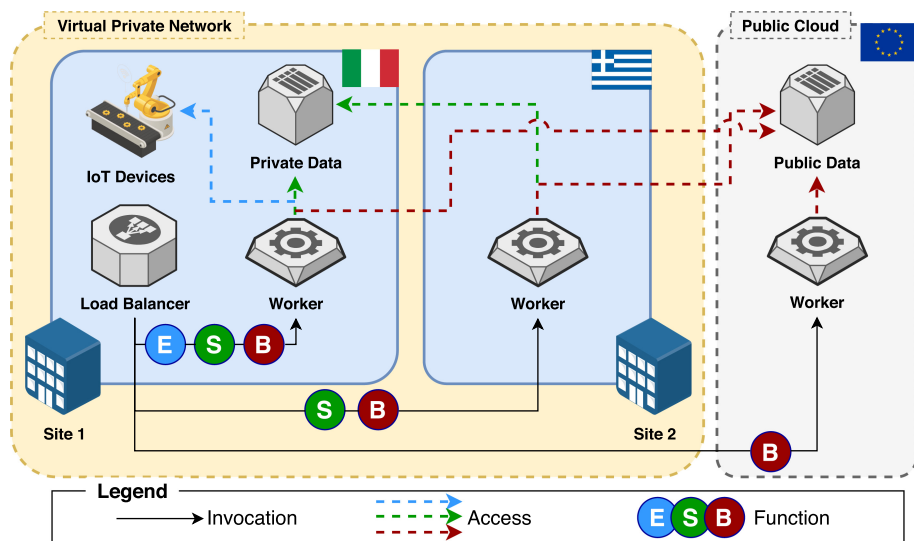 Virtual Private Network
Public Cloud
IoT Devices
Private Data
Public Data
Load Balancer
Worker
Worker
Worker
E S B
Site 1
S B
Site 2
B
Legend
Invocation
Access
E S B
Function